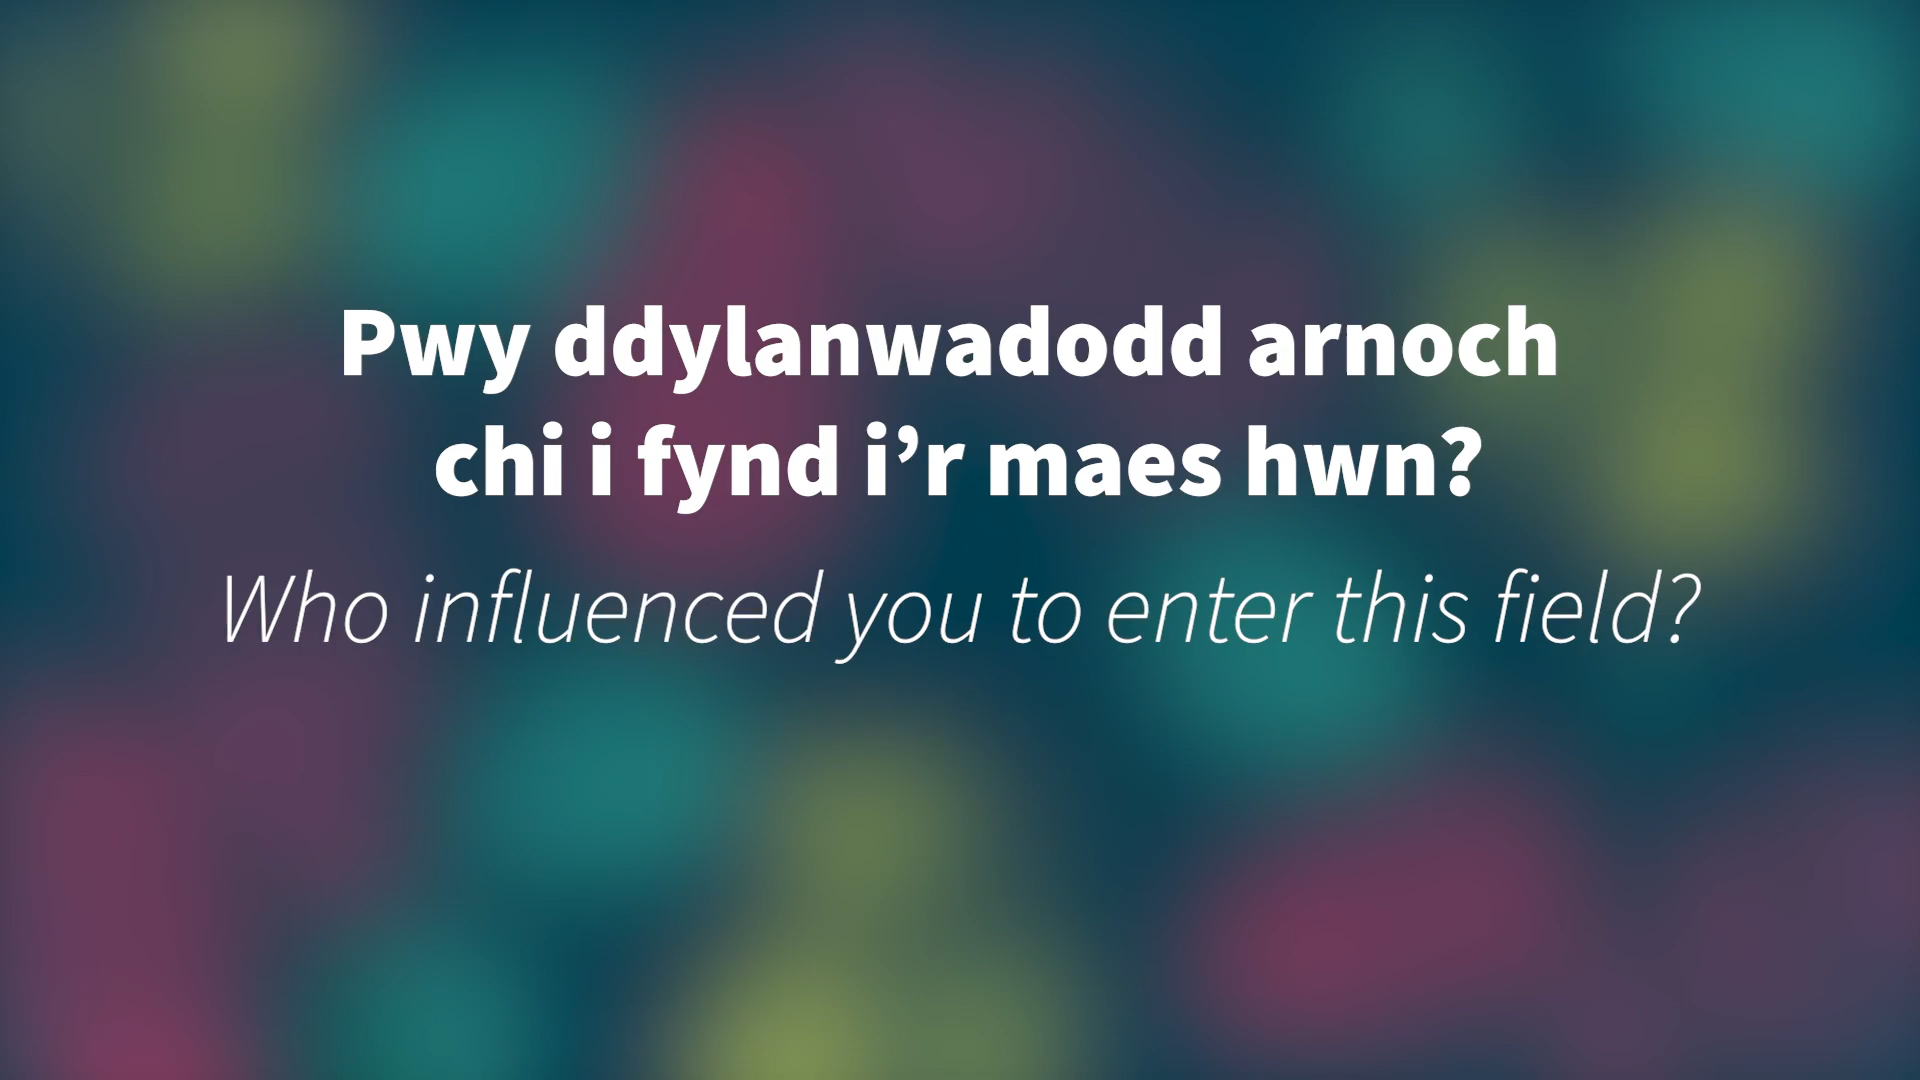 Pwy ddylanwadodd arnoch
chi i fynd i’r maes hwn?
Who influenced you to enter this field?